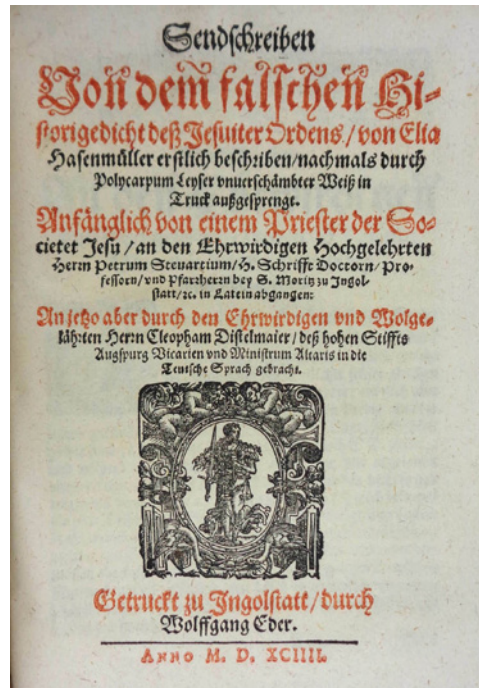 Sendschreiben
Von dem̃ falschen Hi-
storigedicht deß Jesuiter Ordens / von Elia
Hasenmüller erstlich beschriben / nachmals durch
Polycarpum Leyser vnuerschämbter Weiß in
Truck außgesprengt.
Anfänglich von einem Priester der So-
cietet Jesu / an den Ehrwirdigen Hochgelehrten
Herrn Petrum Steuartium / H. Schrifft Doctorn / Pro-
fessorn / vnd Pfarzherrn bey S. Moritz zu Jngol-
statt / ꝛc. in Latein abgangen:
An jetzo aber durch den Ehrwirdigen vnd Wolge-
lährten Herrn Cleopham Distelmaier / deß hohen Stiffts
Augspurg Vicarien vnd Ministrum Altaris in die
Teutsche Sprach gebracht.
Getruckt zu Jngolstatt / durch
Wolffgang Eder.
ANNO M. D. XCIIII.